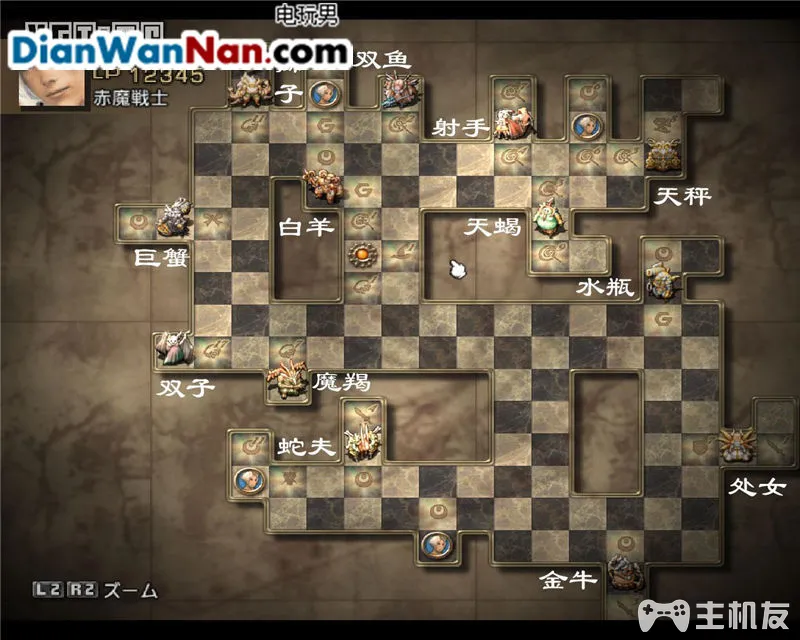 电玩男
DianWanNan.com
LP 12345
赤魔戦士
狮子
双鱼
射手
天秤
白羊
天蝎
巨蟹
水瓶
双子
魔羯
蛇夫
处女
金牛
L2 R2 ズーム
主机友